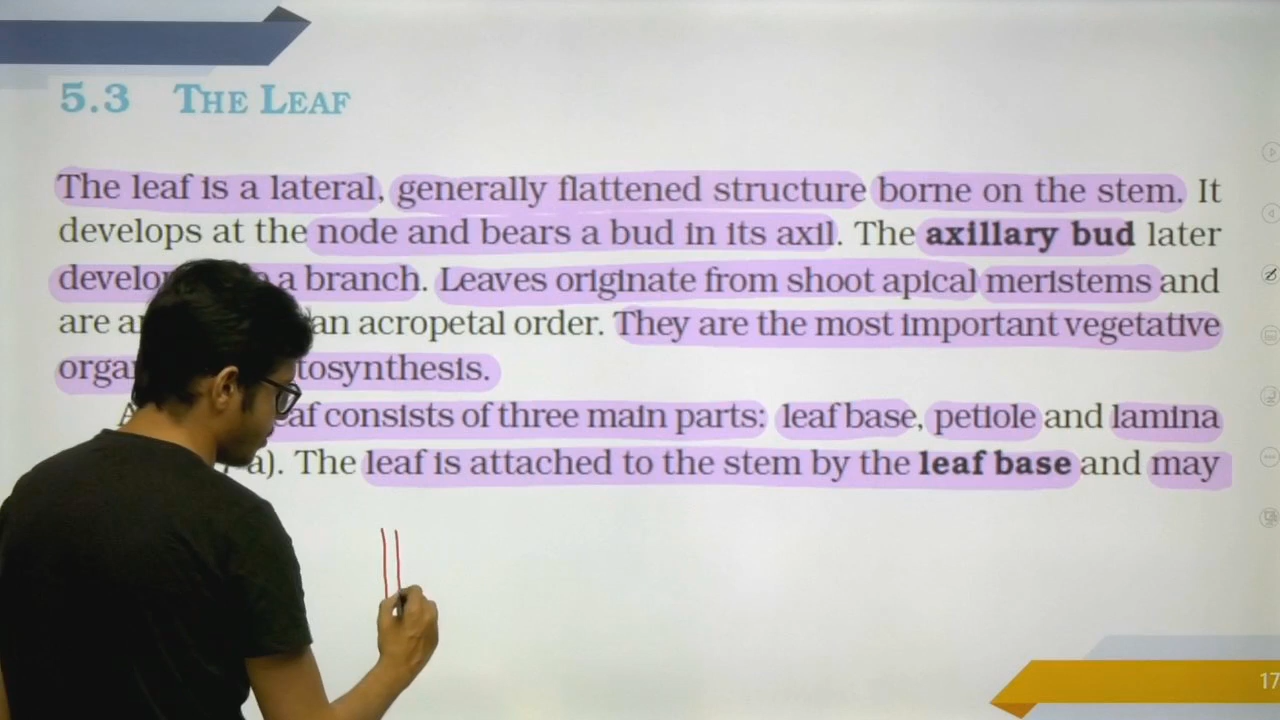 5.3 THE LEAF
The leaf is a lateral, generally flattened structure borne on the stem. It
develops at the node and bears a bud in its axil. The axillary bud later
a branch. Leaves originate from shoot apical meristems and
are an acropetal order. They are the most important vegetative
consists of three main parts: leaf base, petiole and lamina
a). The leaf is attached to the stem by the leaf base and may
17